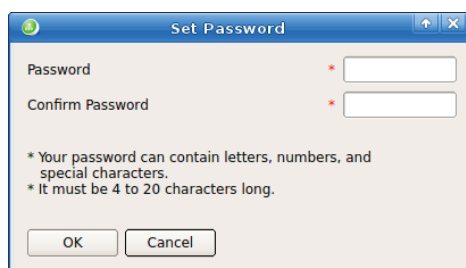 Set Password
Password *
Confirm Password *
* Your password can contain letters, numbers, and
special characters.
* It must be 4 to 20 characters long.
OK Cancel